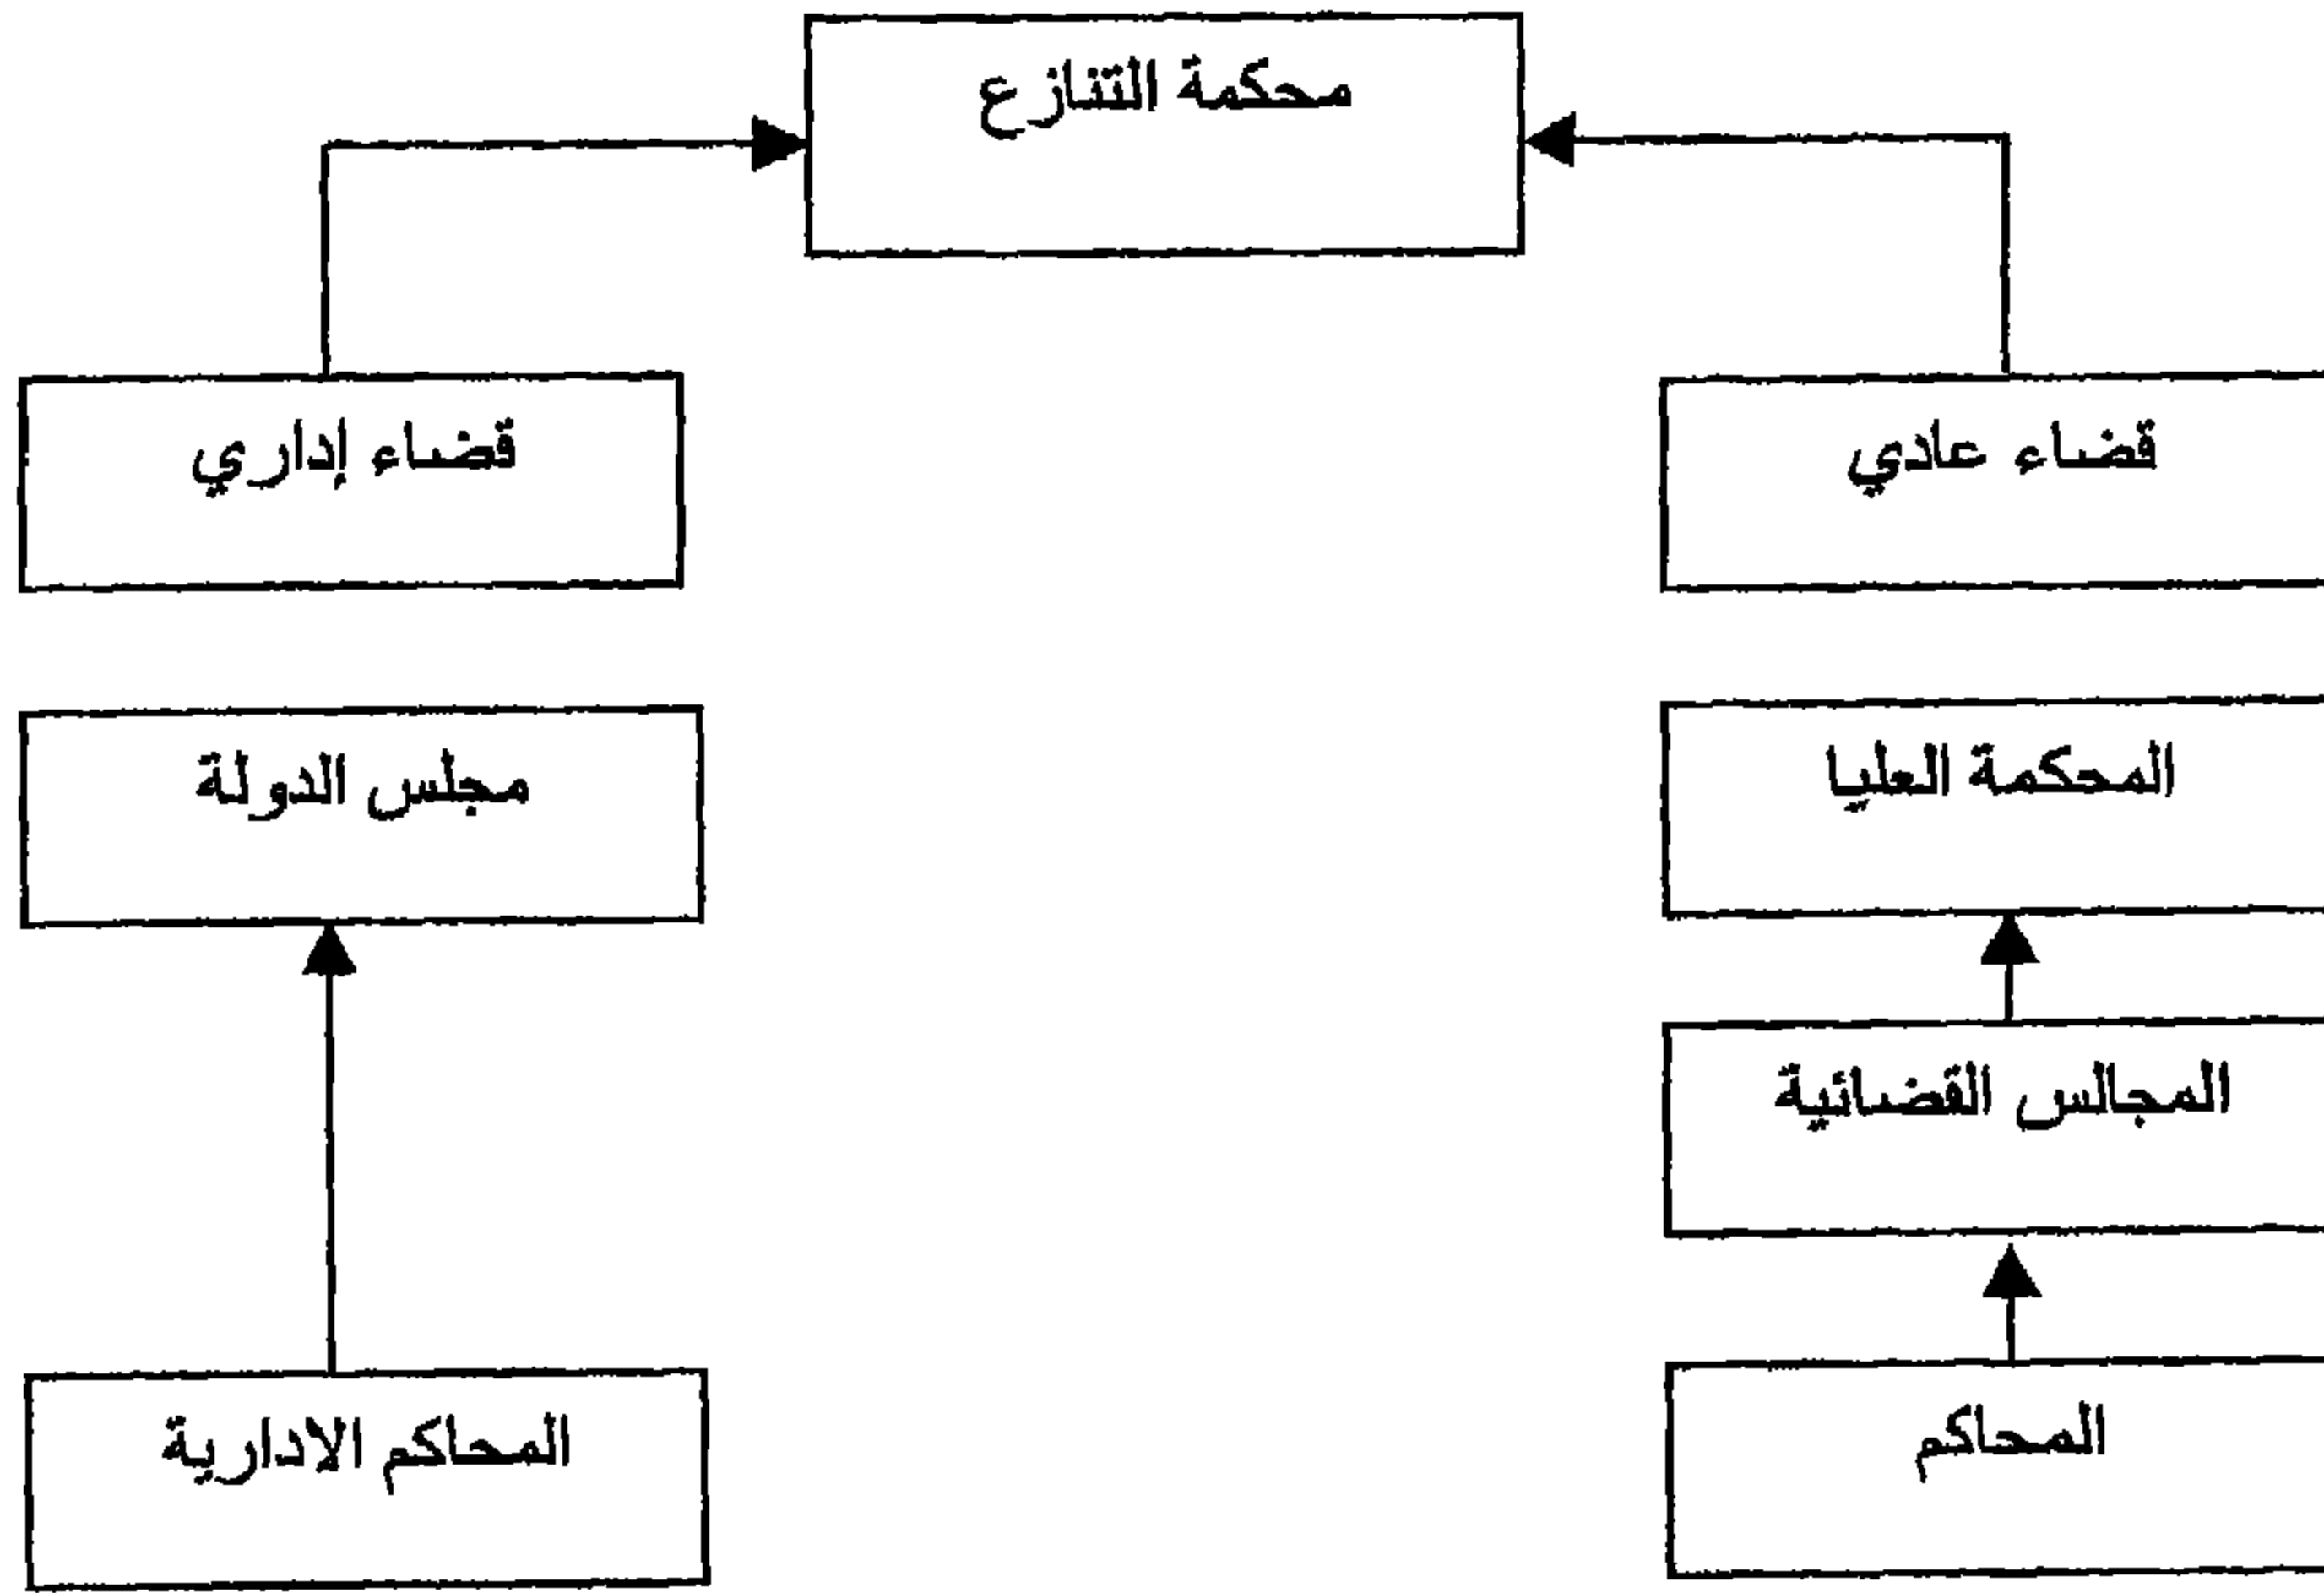 محكمة التنازع
قضاء عادي
قضاء إداري
المحكمة العليا
مجلس الدولة
المجالس القضائية
المحاكم
المحاكم الادارية